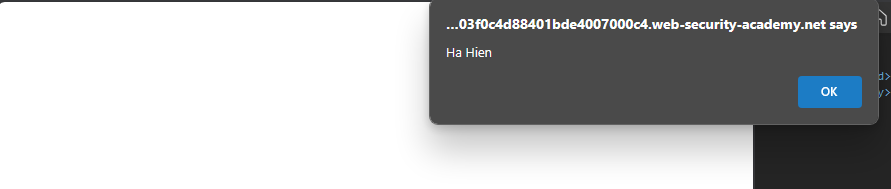 ...03f0c4d88401bde4007000c4.web-security-academy.net says
Ha Hien
OK
d>
y>